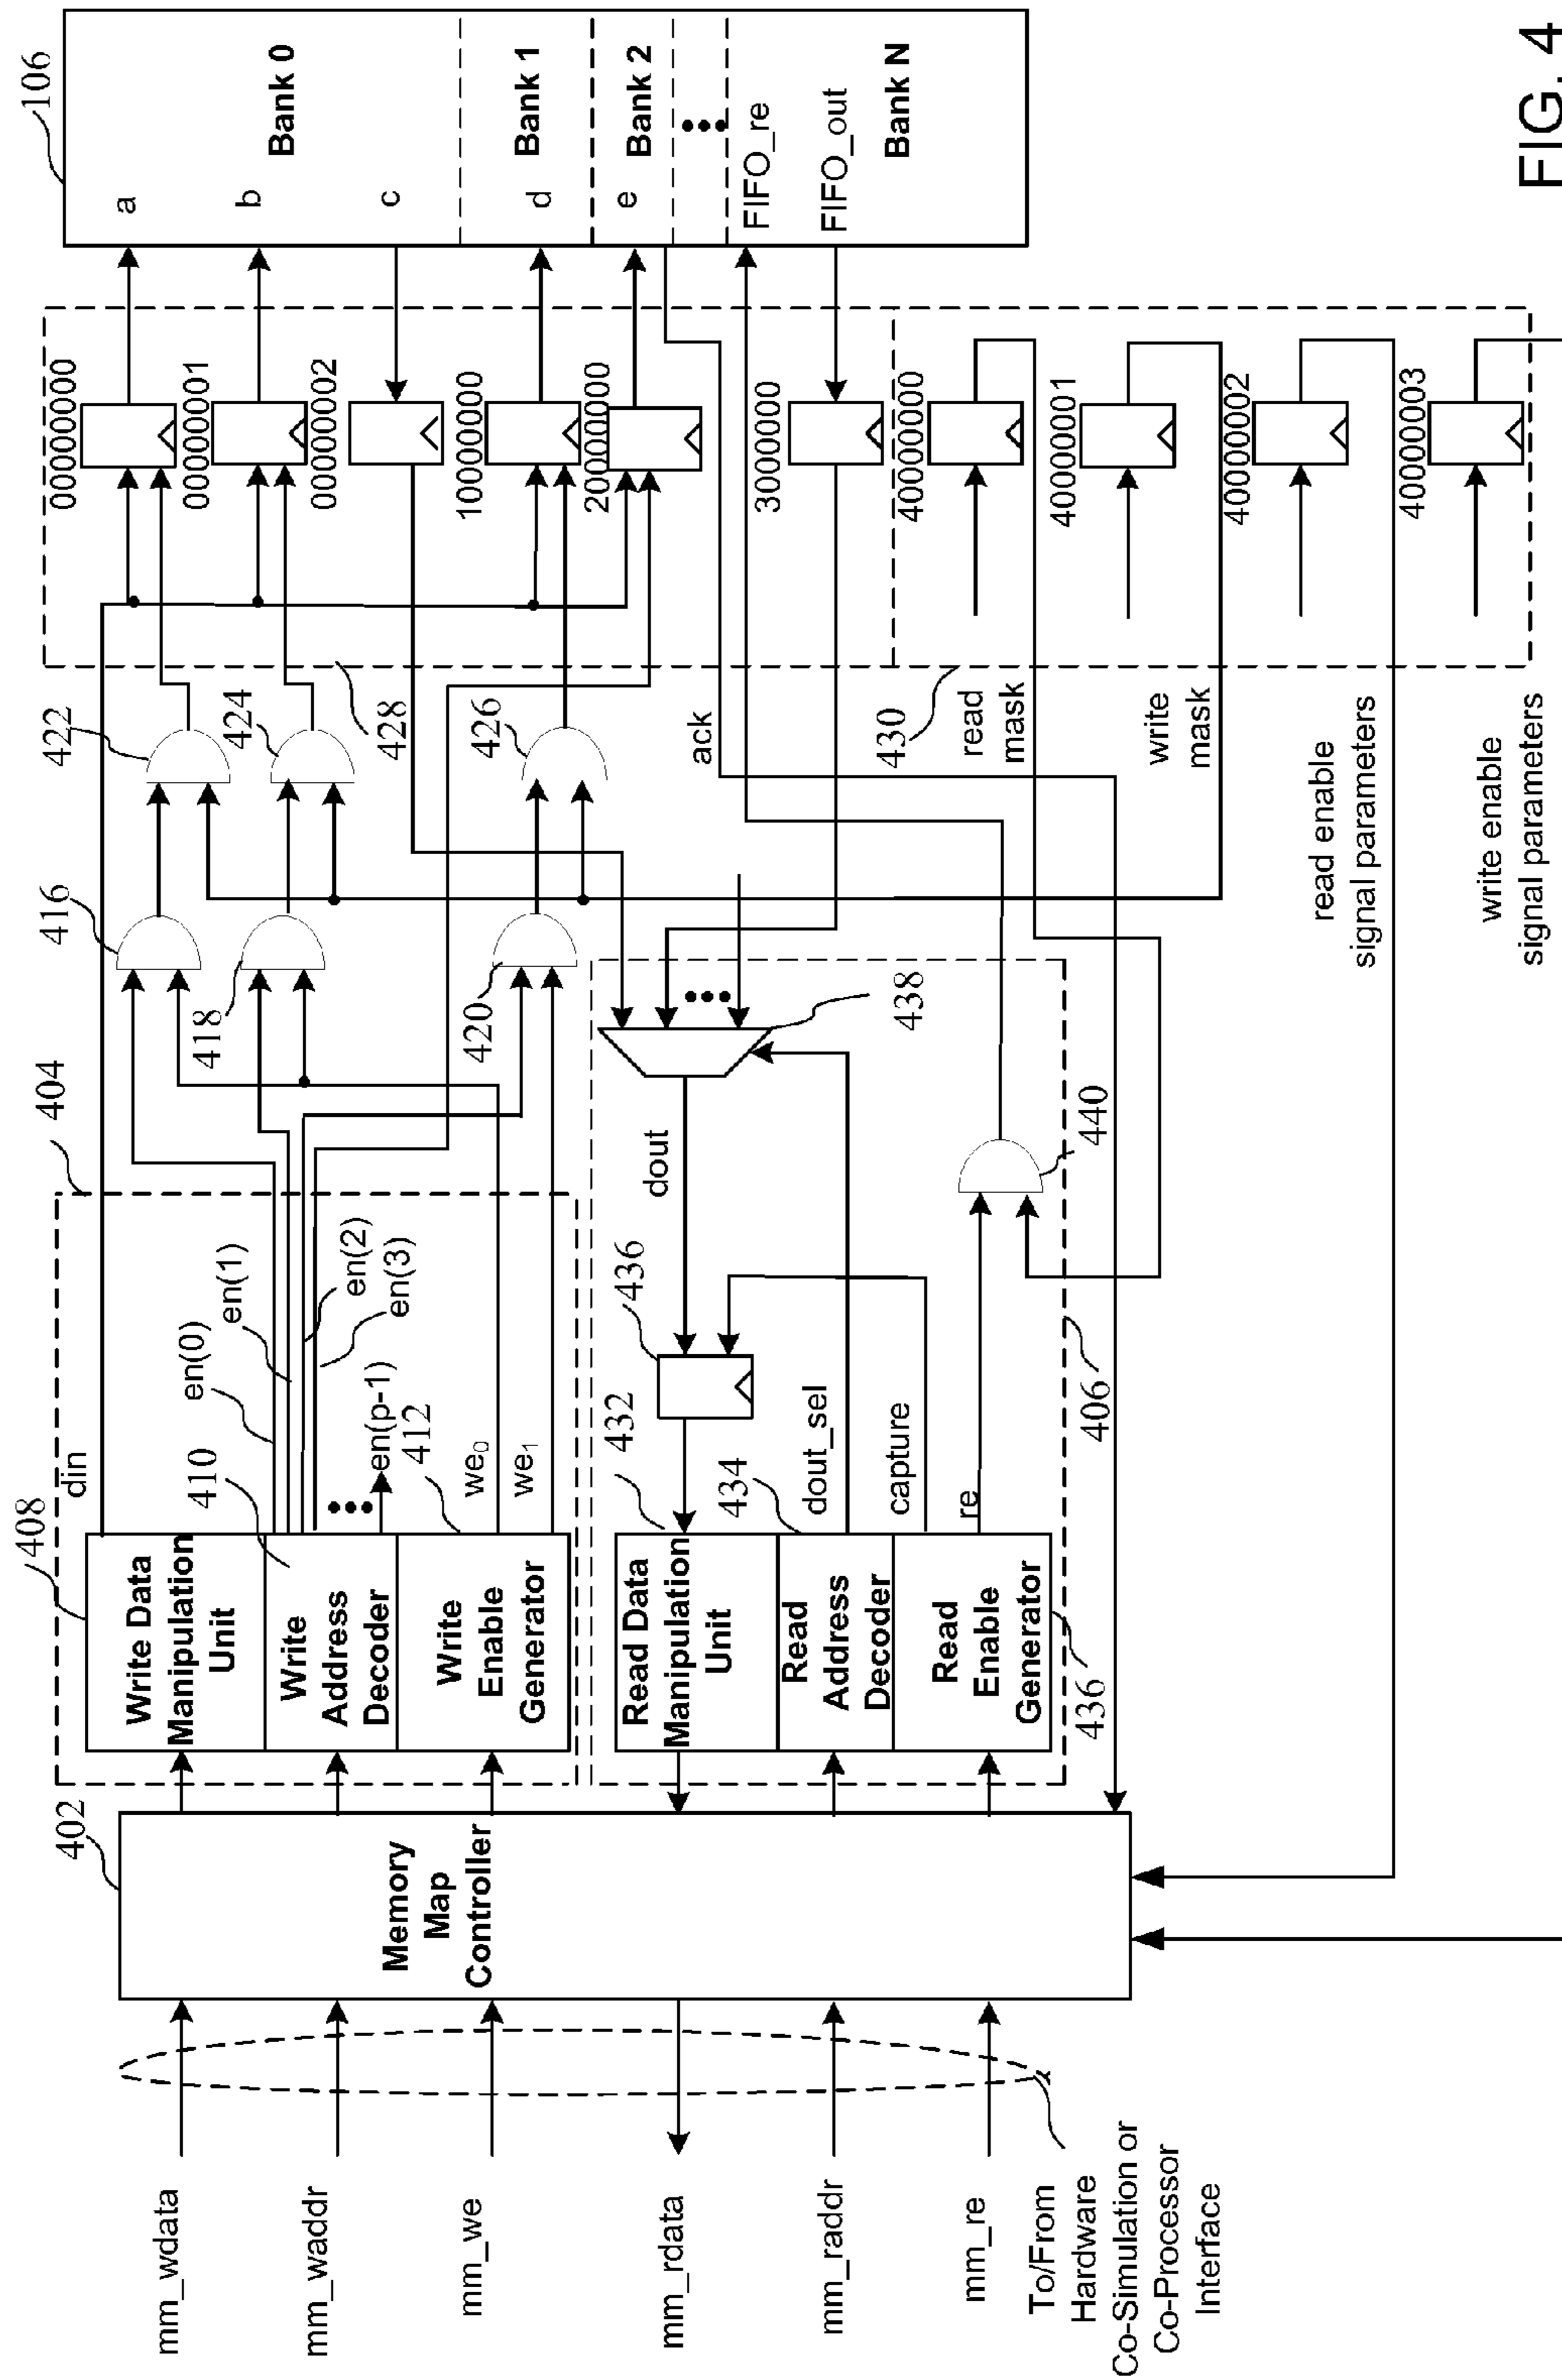 mm_wdata
mm_waddr
mm_we
mm_rdata
mm_raddr
mm_re
To/From
Hardware
Co-Simulation or
Co-Processor
Interface
402
Memory
Map
Controller
408
404
Write Data
Manipulation
Unit
410
Write
Address
Decoder
412
Write
Enable
Generator
din
en(0)
en(1)
en(2)
en(3)
en(p-1)
we0
we1
432
Read Data
Manipulation
Unit
434
Read
Address
Decoder
Read
Enable
Generator
436
406
436
dout
dout_sel
capture
re
438
440
416
418
420
422
424
426
428
ack
430
read
mask
write
mask
read enable
signal parameters
write enable
signal parameters
00000000
00000001
00000002
10000000
20000000
30000000
40000000
40000001
40000002
40000003
106
a
b
c
Bank 0
d
Bank 1
e
Bank 2
FIFO_re
FIFO_out
Bank N
FIG. 4